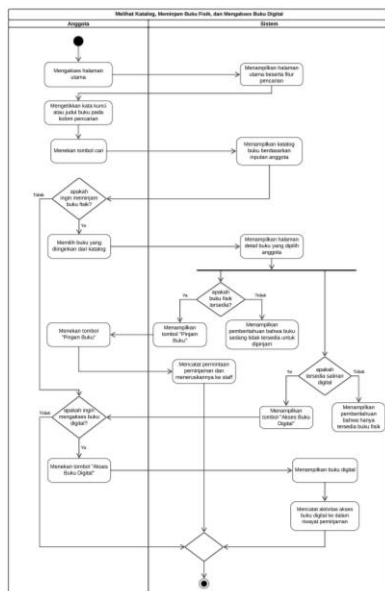 Melihat Katalog, Meminjam Buku Fisik, dan Mengakses Buku Digital
Anggota
Sistem
Mengakses halaman
utama
Menampilkan halaman
utama beserta fitur
pencarian
Mengetikkan kata kunci
atau judul buku pada
kolom pencarian
Menekan tombol cari
Menampilkan katalog
buku berdasarkan
inputan anggota
Tidak
apakah
ingin meminjam
buku fisik?
Ya
Memilih buku yang
diinginkan dari katalog
Menampilkan halaman
detail buku yang dipilih
anggota
apakah
buku fisik
tersedia?
Ya
Tidak
Menekan tombol
"Pinjam Buku"
Menampilkan
tombol "Pinjam
Buku"
Menampilkan
pemberitahuan bahwa buku
sedang tidak tersedia untuk
dipinjam
Mencatat permintaan
peminjaman dan
meneruskannya ke staff
apakah
tersedia salinan
digital
Ya
Tidak
Menampilkan
tombol "Akses
Buku Digital"
Menampilkan
pemberitahuan
bahwa hanya
tersedia buku fisik
Tidak
apakah ingin
mengakses buku
digital?
Ya
Menekan tombol "Akses
Buku Digital"
Menampilkan buku digital
Mencatat aktivitas akses
buku digital ke dalam
riwayat peminjaman